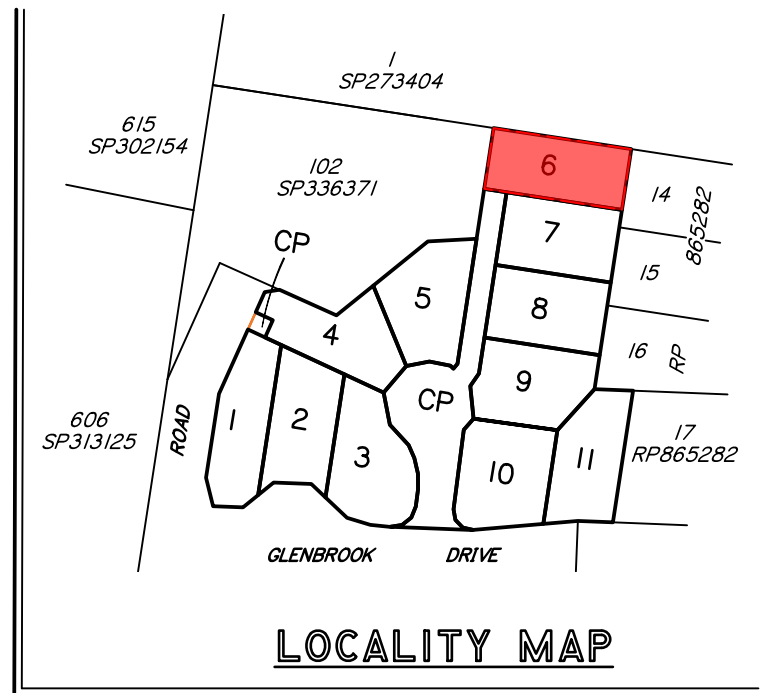 1
SP273404
615
SP302154
102
SP336371
6
14
865282
7
CP
15
5
8
4
16
RP
9
CP
606
SP313125
ROAD
1
2
3
17
RP865282
10
11
GLENBROOK DRIVE
LOCALITY MAP